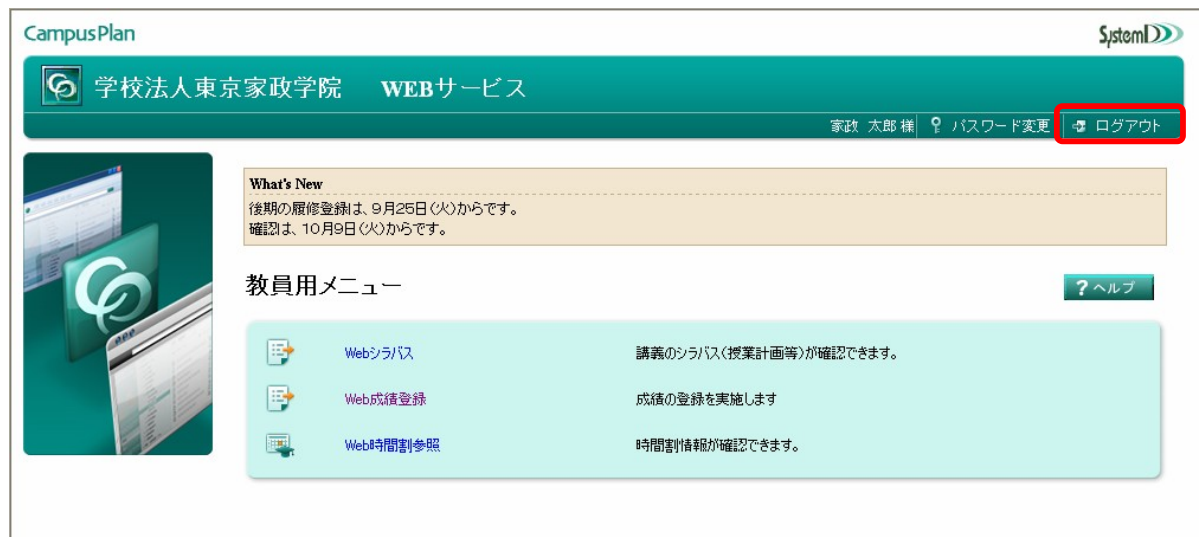 CampusPlan
SystemD
学校法人東京家政学院 WEBサービス
家政 太郎様 パスワード変更 ログアウト
What's New
後期の履修登録は、9月25日(火)からです。
確認は、10月9日(火)からです。
教員用メニュー
?ヘルプ
Webシラバス 講義のシラバス(授業計画等)が確認できます。
Web成績登録 成績の登録を実施します
Web時間割参照 時間割情報が確認できます。